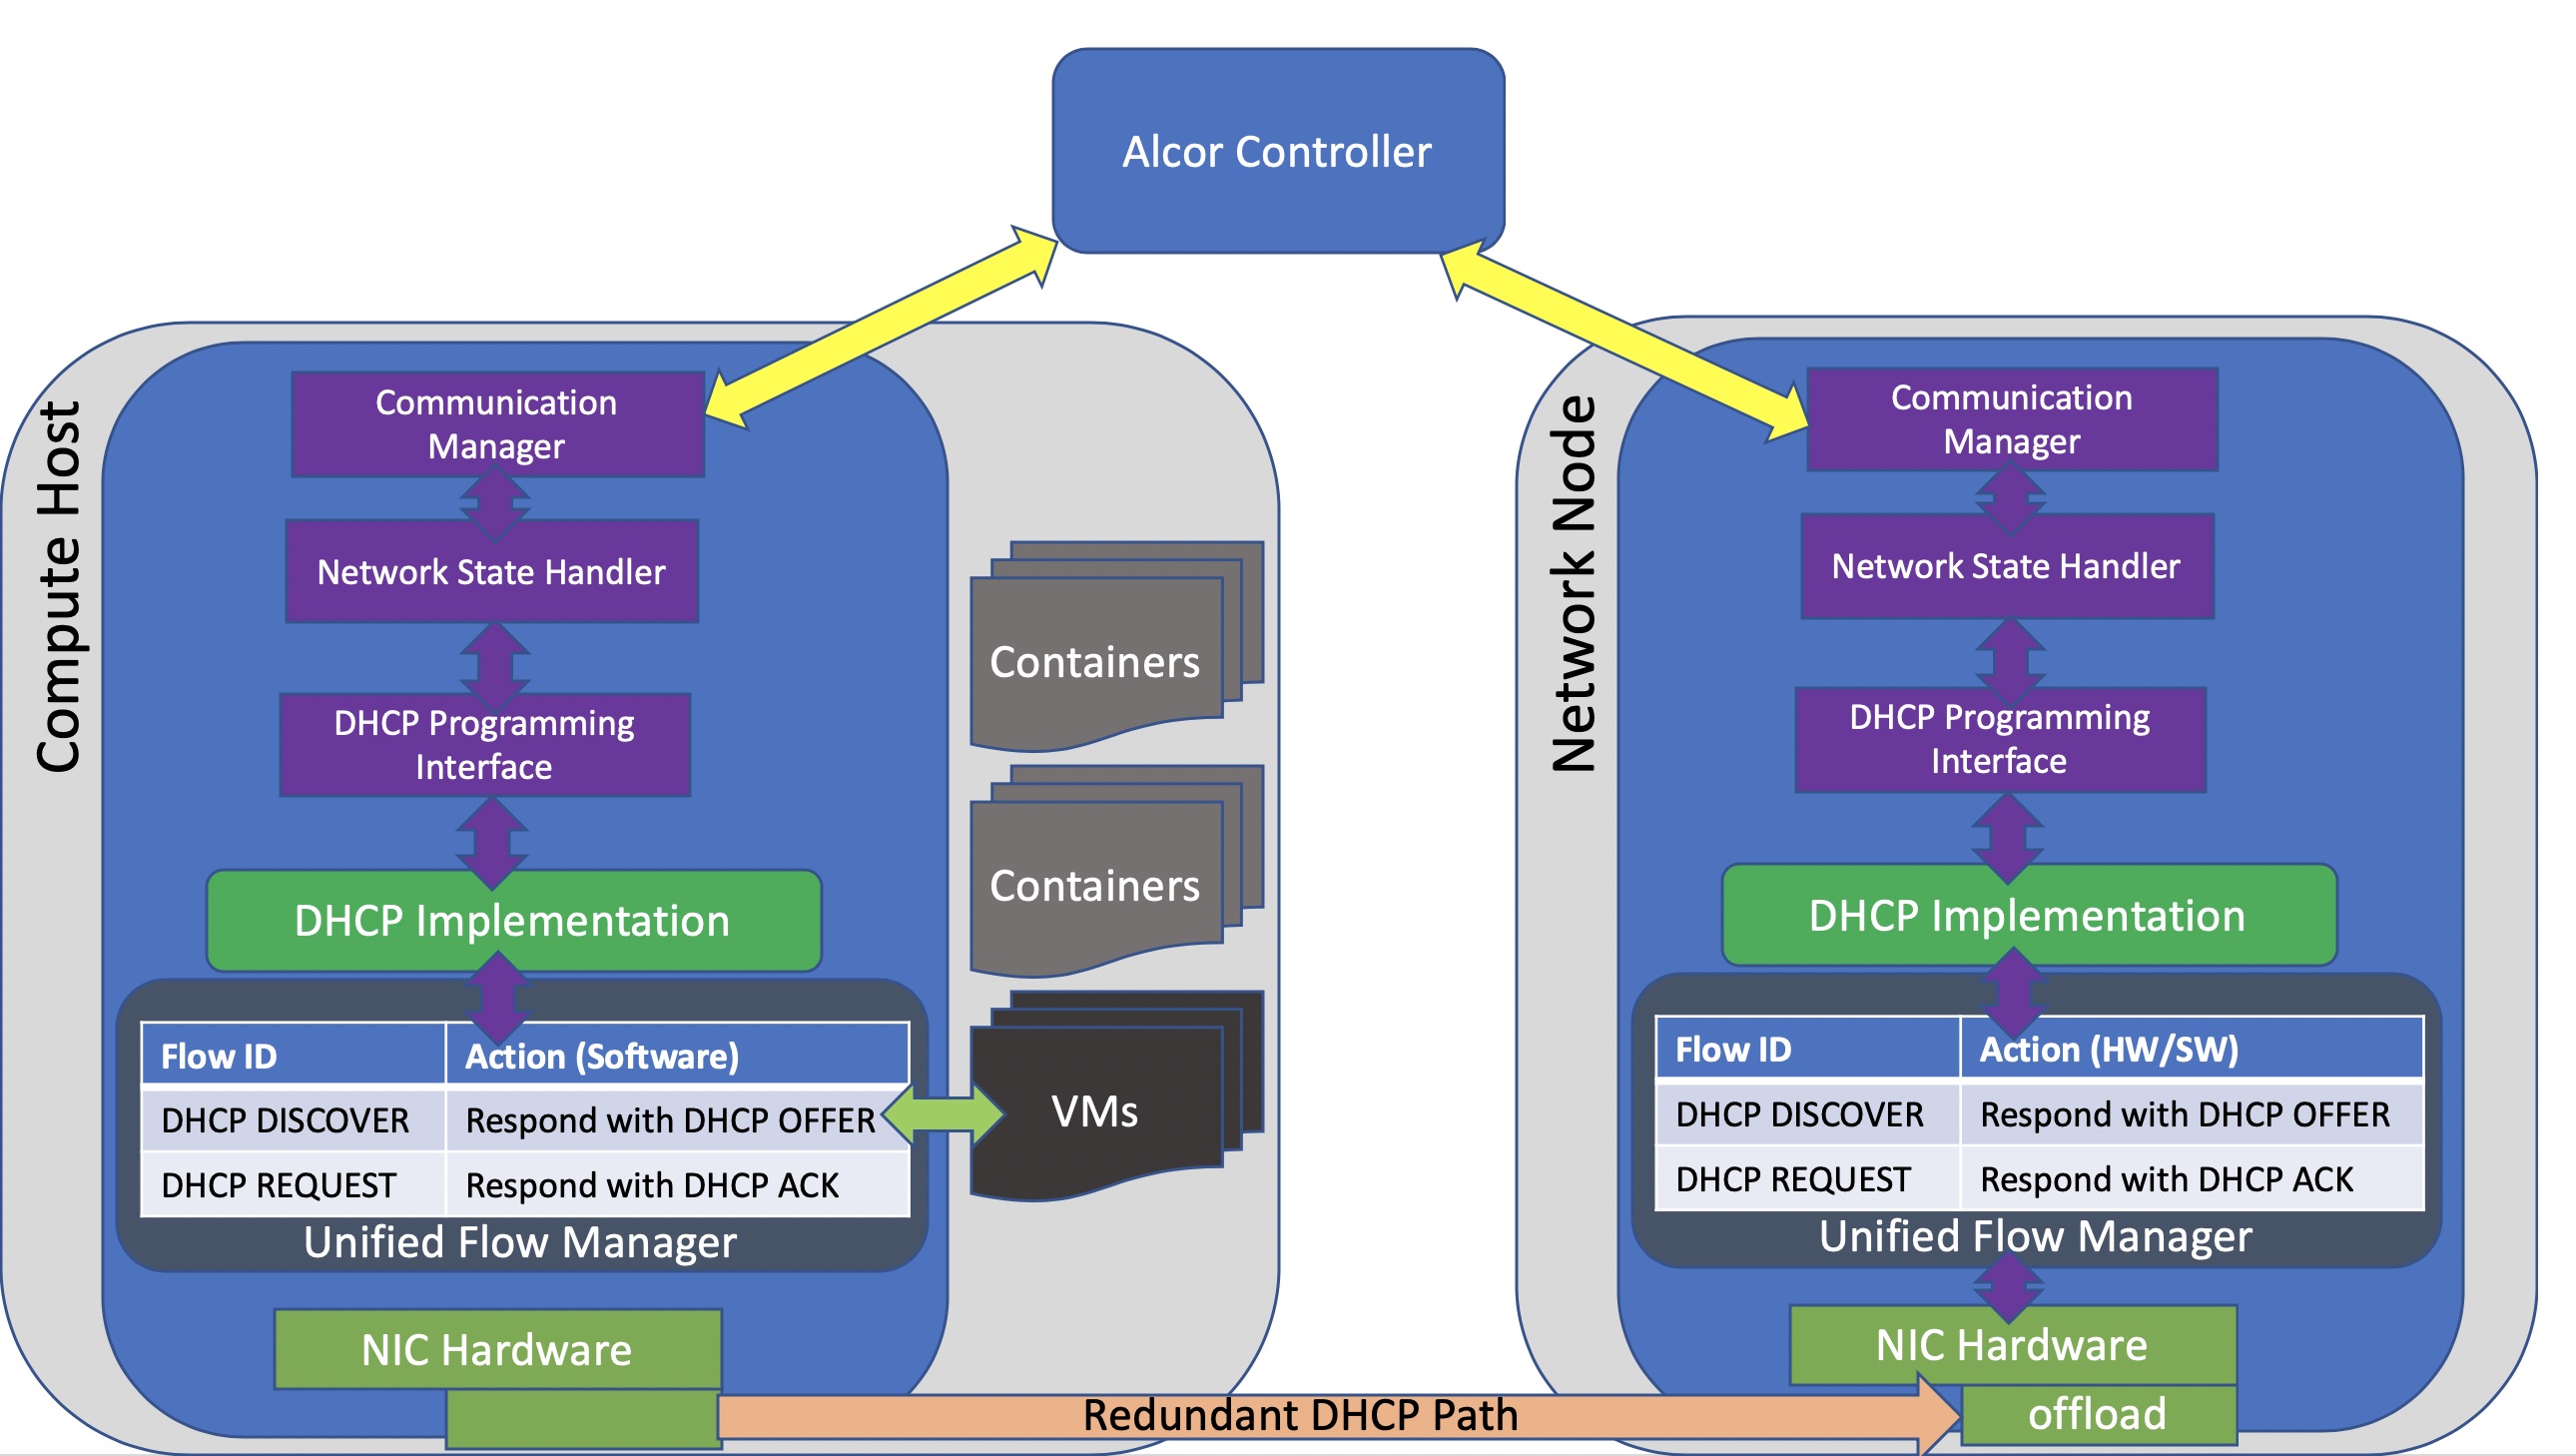 Alcor Controller
Compute Host
Communication
Manager
Network State Handler
DHCP Programming
Interface
DHCP Implementation
Flow ID Action (Software)
DHCP DISCOVER Respond with DHCP OFFER
DHCP REQUEST Respond with DHCP ACK
Unified Flow Manager
NIC Hardware
Containers
Containers
VMs
Redundant DHCP Path
Network Node
Communication
Manager
Network State Handler
DHCP Programming
Interface
DHCP Implementation
Flow ID Action (HW/SW)
DHCP DISCOVER Respond with DHCP OFFER
DHCP REQUEST Respond with DHCP ACK
Unified Flow Manager
NIC Hardware
offload